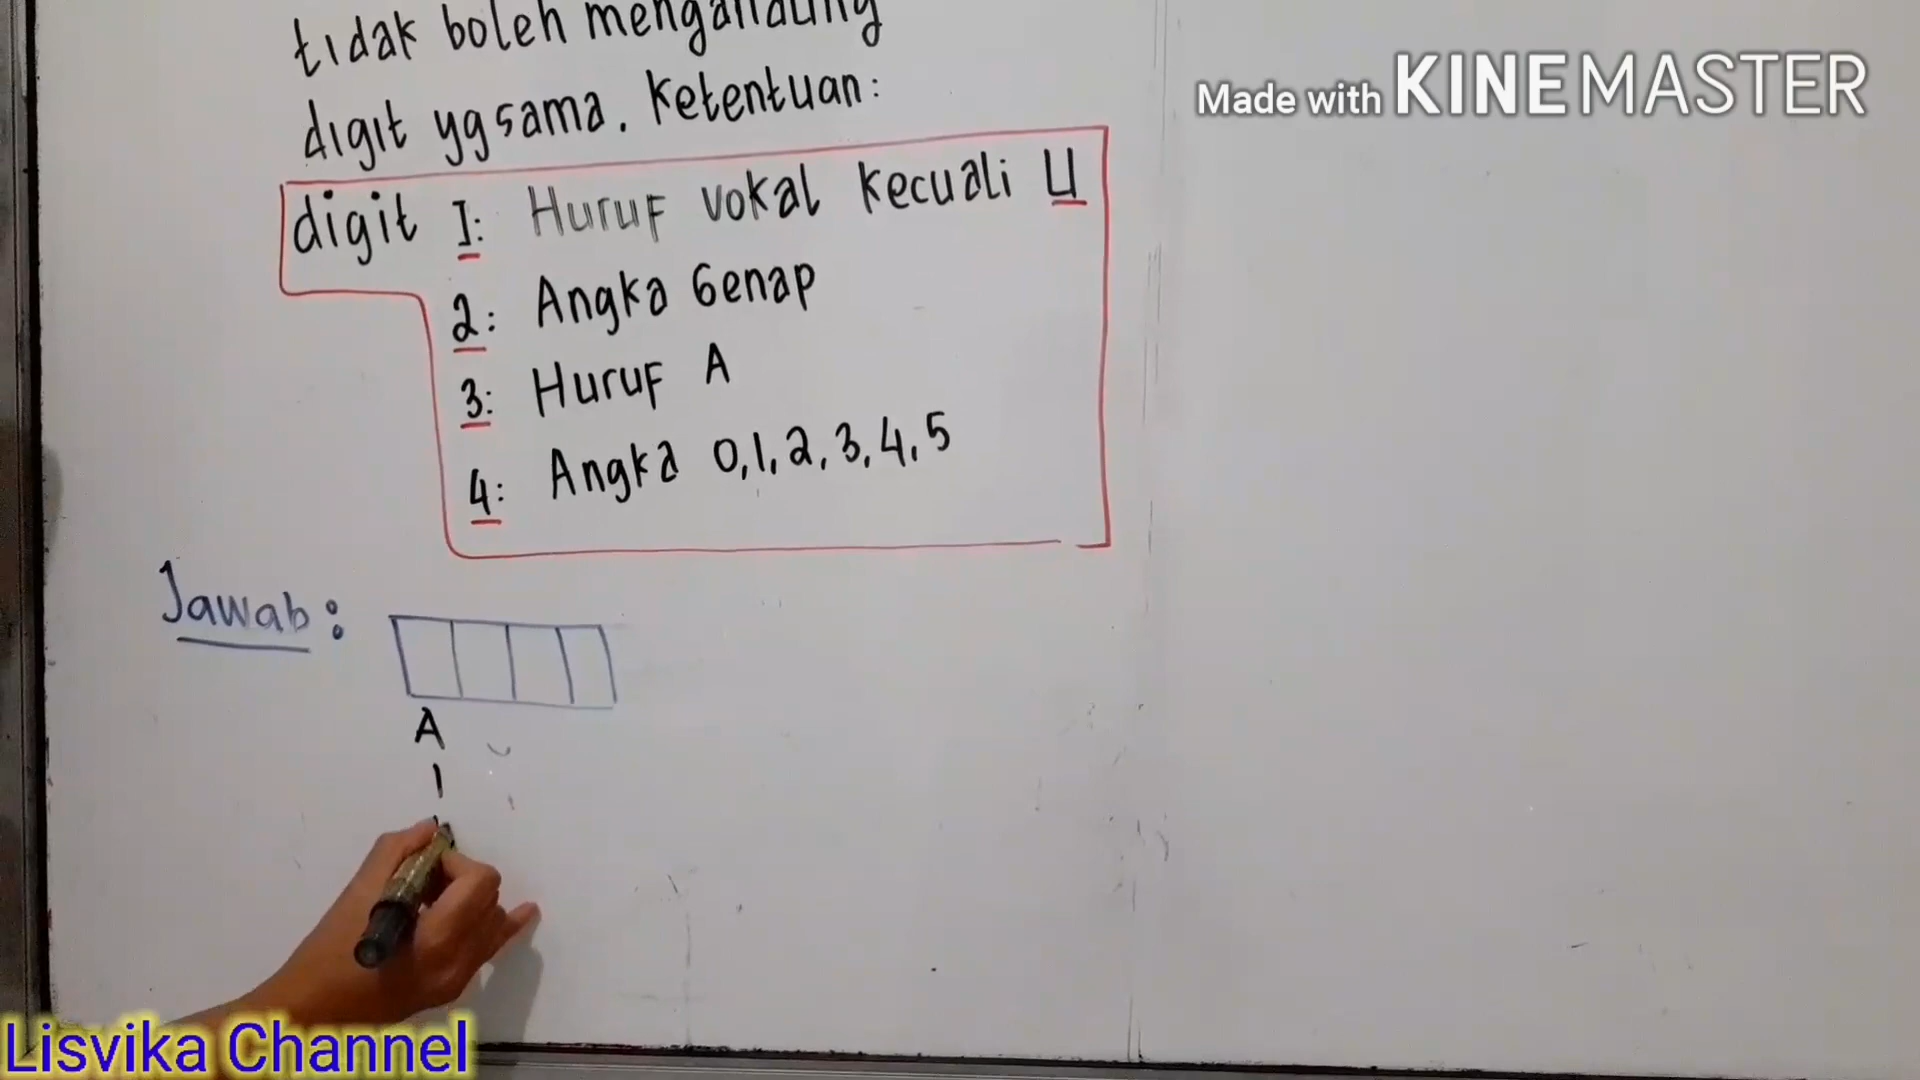 tidak boleh mengandung
digit yg sama. Ketentuan:
digit I: Huruf vokal kecuali U
2: Angka Genap
3: Huruf A
4: Angka 0,1,2,3,4,5
Jawab:
A
I
Made with KINEMASTER
Lisvika Channel